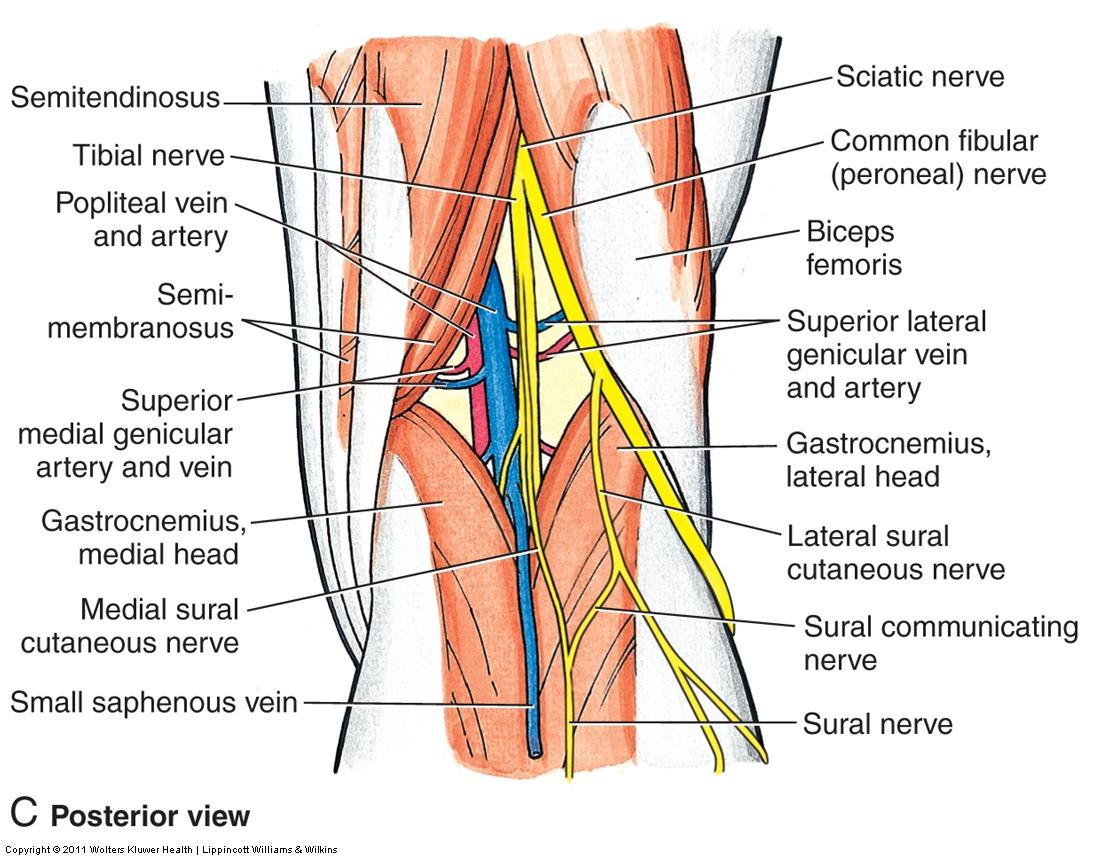 Semitendinosus
Tibial nerve
Popliteal vein
and artery
Semi-
membranosus
Superior
medial genicular
artery and vein
Gastrocnemius,
medial head
Medial sural
cutaneous nerve
Small saphenous vein
Sciatic nerve
Common fibular
(peroneal) nerve
Biceps
femoris
Superior lateral
genicular vein
and artery
Gastrocnemius,
lateral head
Lateral sural
cutaneous nerve
Sural communicating
nerve
Sural nerve
C Posterior view
Copyright © 2011 Wolters Kluwer Health | Lippincott Williams & Wilkins